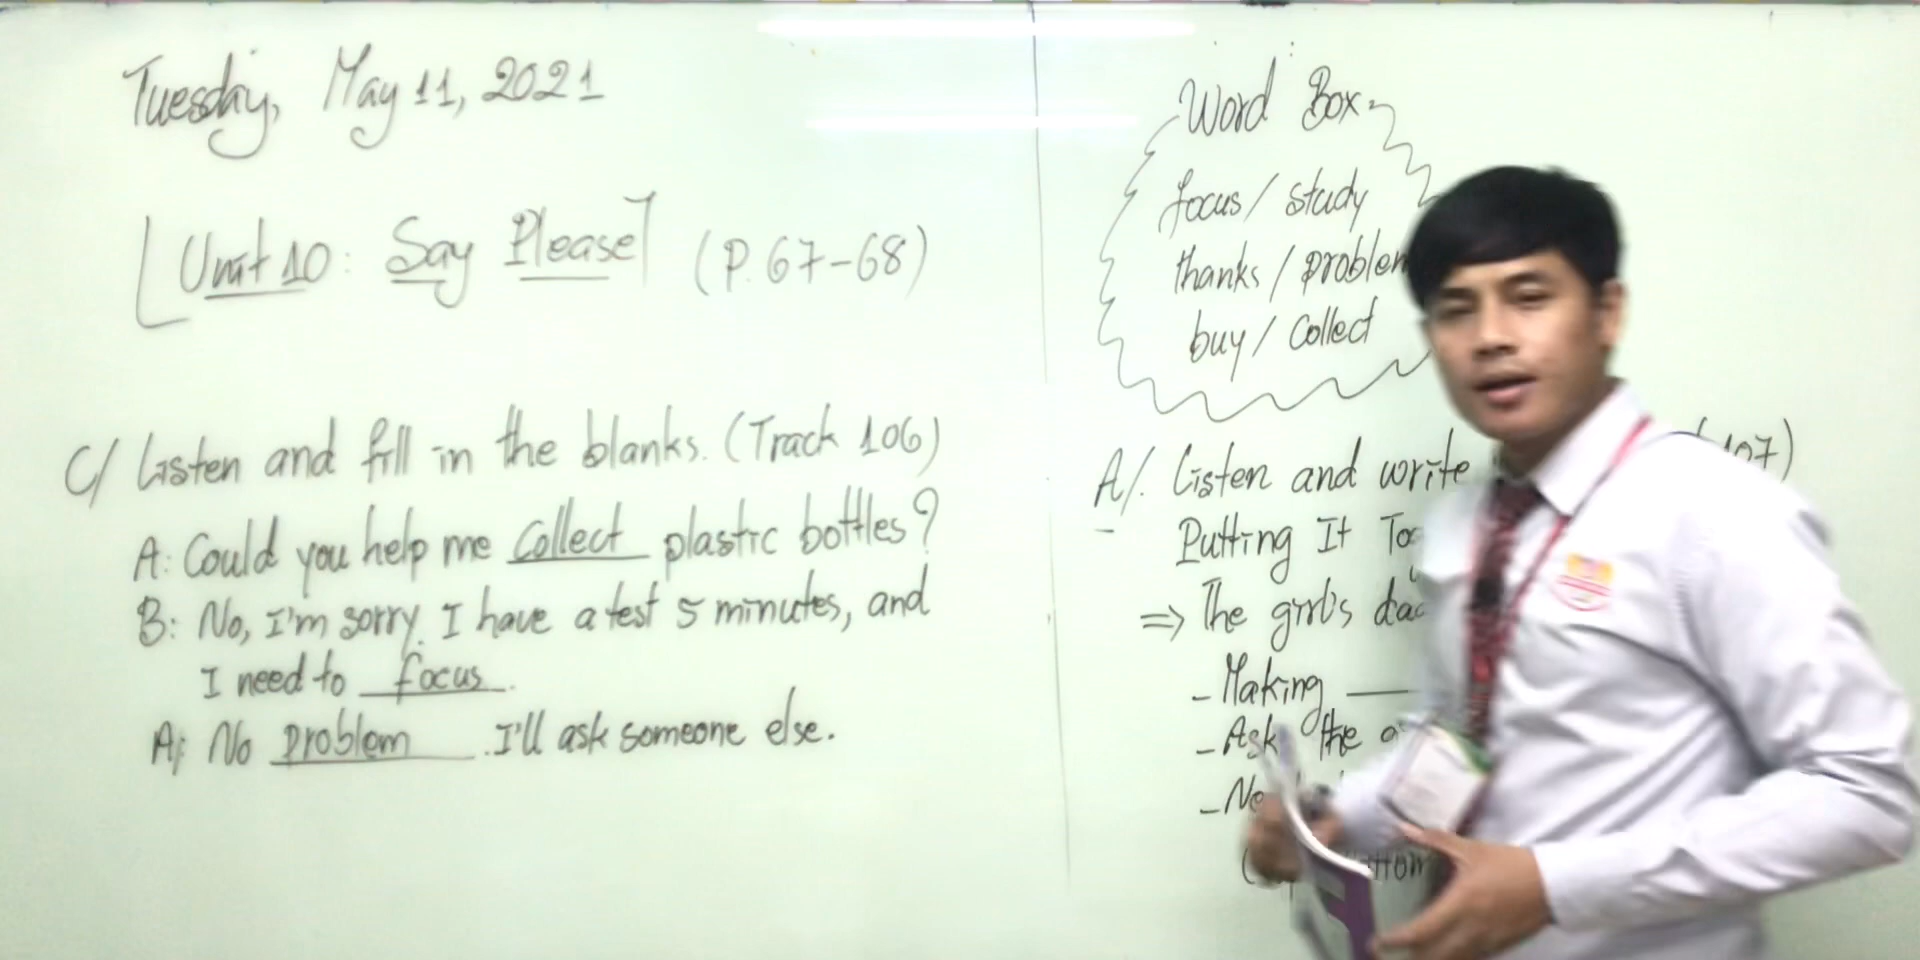 Tuesday, May 11, 2021
Unit 10: Say Please (P. 67-68)
C/ Listen and fill in the blanks. (Track 106)
A: Could you help me collect plastic bottles?
B: No, I'm sorry. I have a test 5 minutes, and
I need to focus.
A: No problem. I'll ask someone else.
Word Box
focus / study
thanks / problem
buy / collect
A/. Listen and write 107)
Putting It
⇒ The girl's
- Making
- Ask the